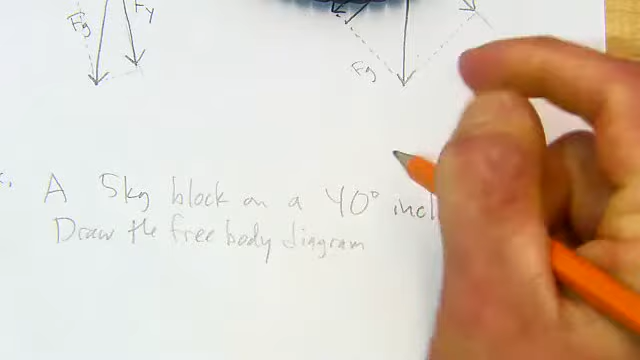 Fg Fy
Fg
A 5kg block on a 40° incl
Draw the free body diagram